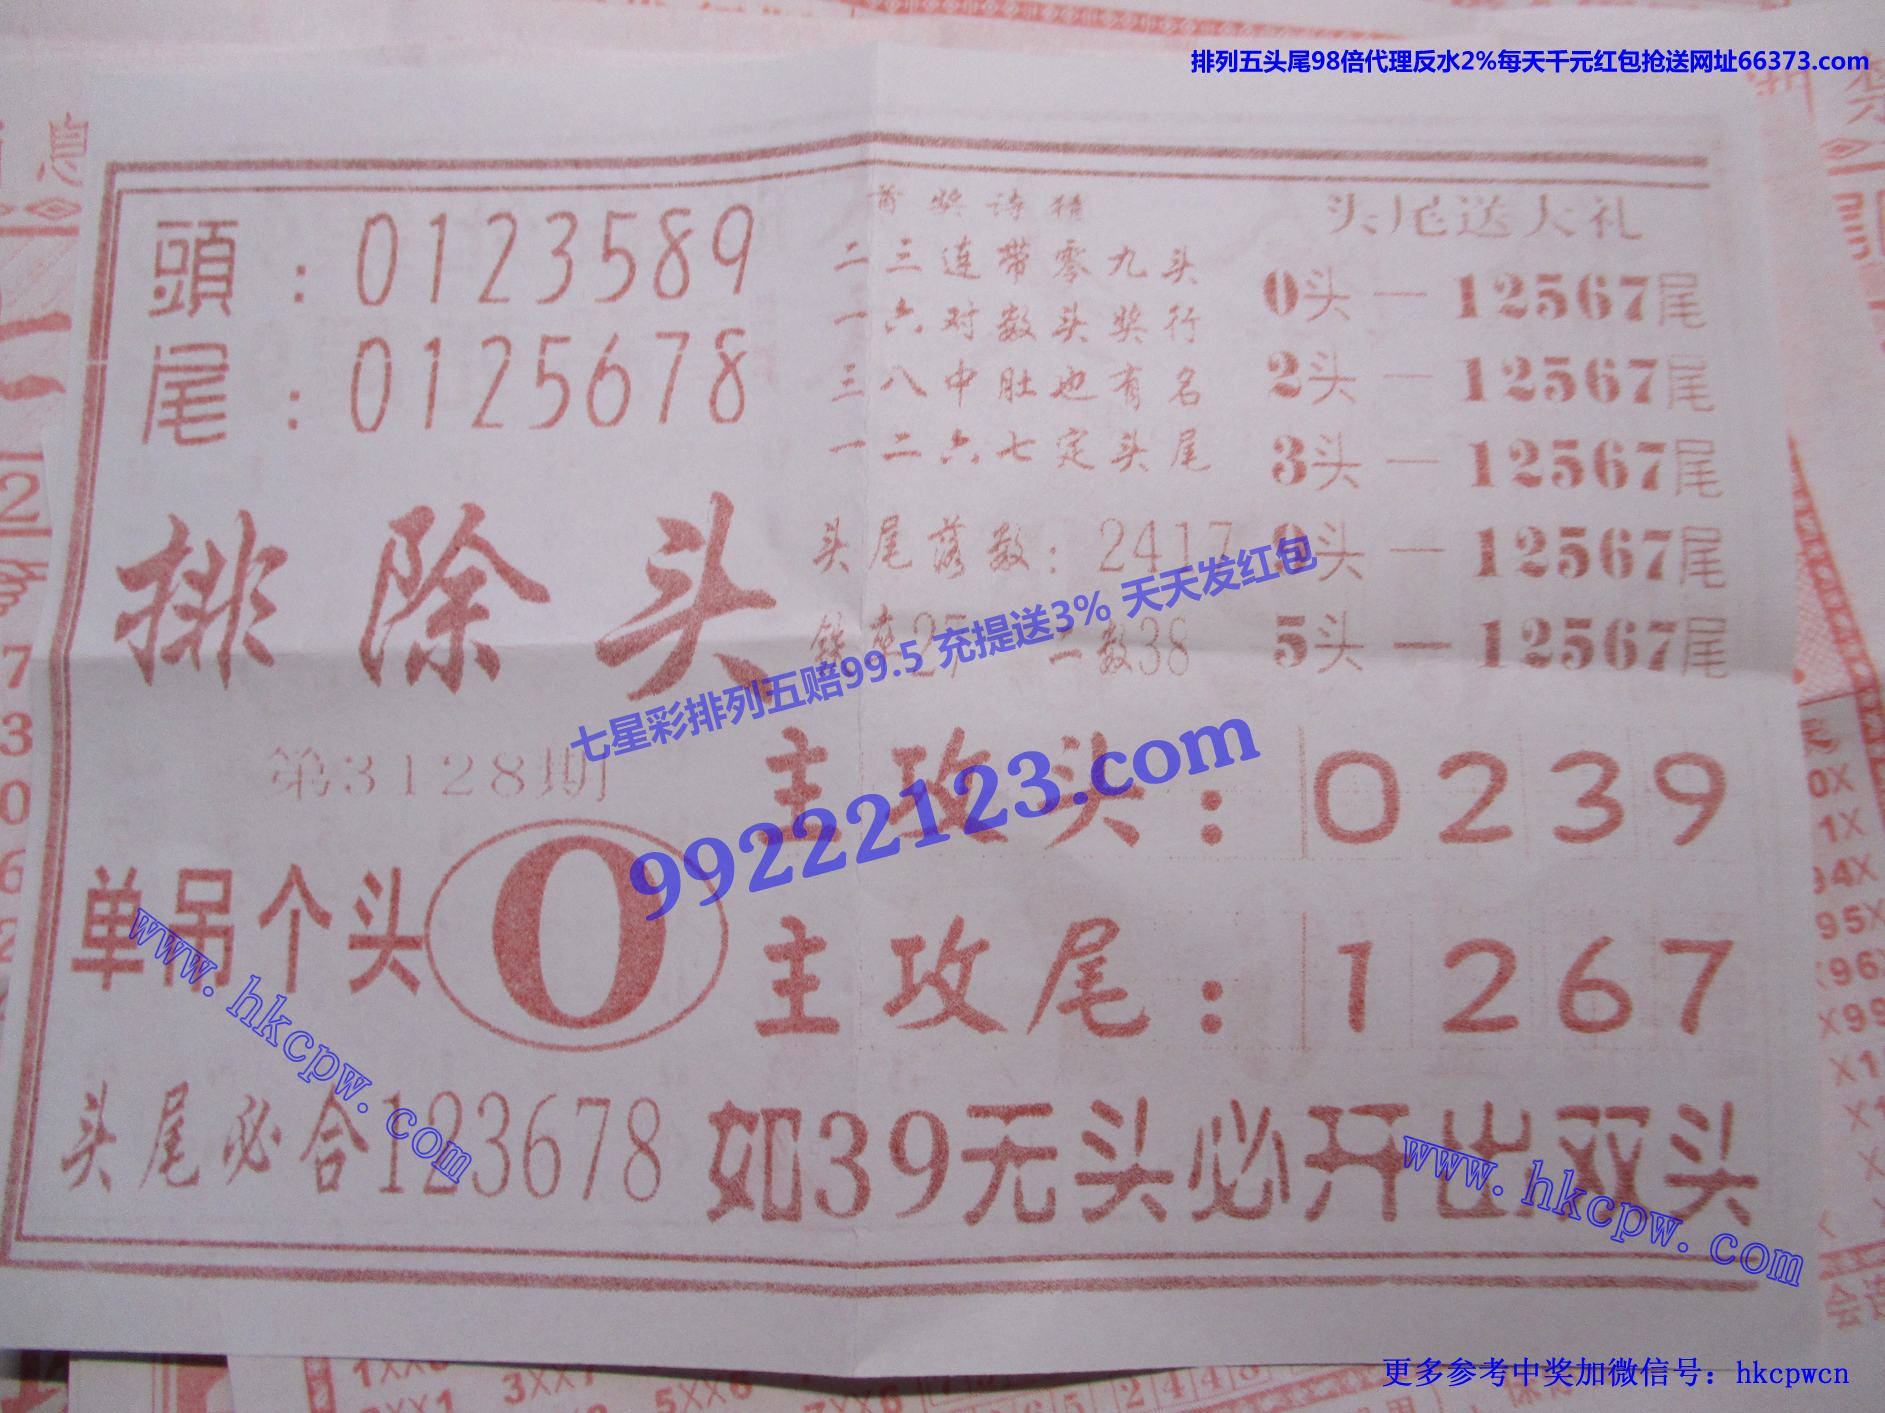 排列五头尾98倍代理反水2%每天千元红包抢送网址66373.com
頭：0123589
尾：0125678
首奖诗猜
二三连带零九头
一六对数头奖行
三八中肚也有名
一二六七定头尾
头尾落数：2417
二数38
头尾送大礼
0头—12567尾
2头—12567尾
3头—12567尾
9头—12567尾
5头—12567尾
排除头
第3128期
单吊个头 0
七星彩排列五赔99.5 充提送3% 天天发红包
99222123.com
主攻头：0239
主攻尾：1267
头尾必合123678
如39无头必开出双头
www.hkcpw.com
www.hkcpw.com
更多参考中奖加微信号：hkcpwcn